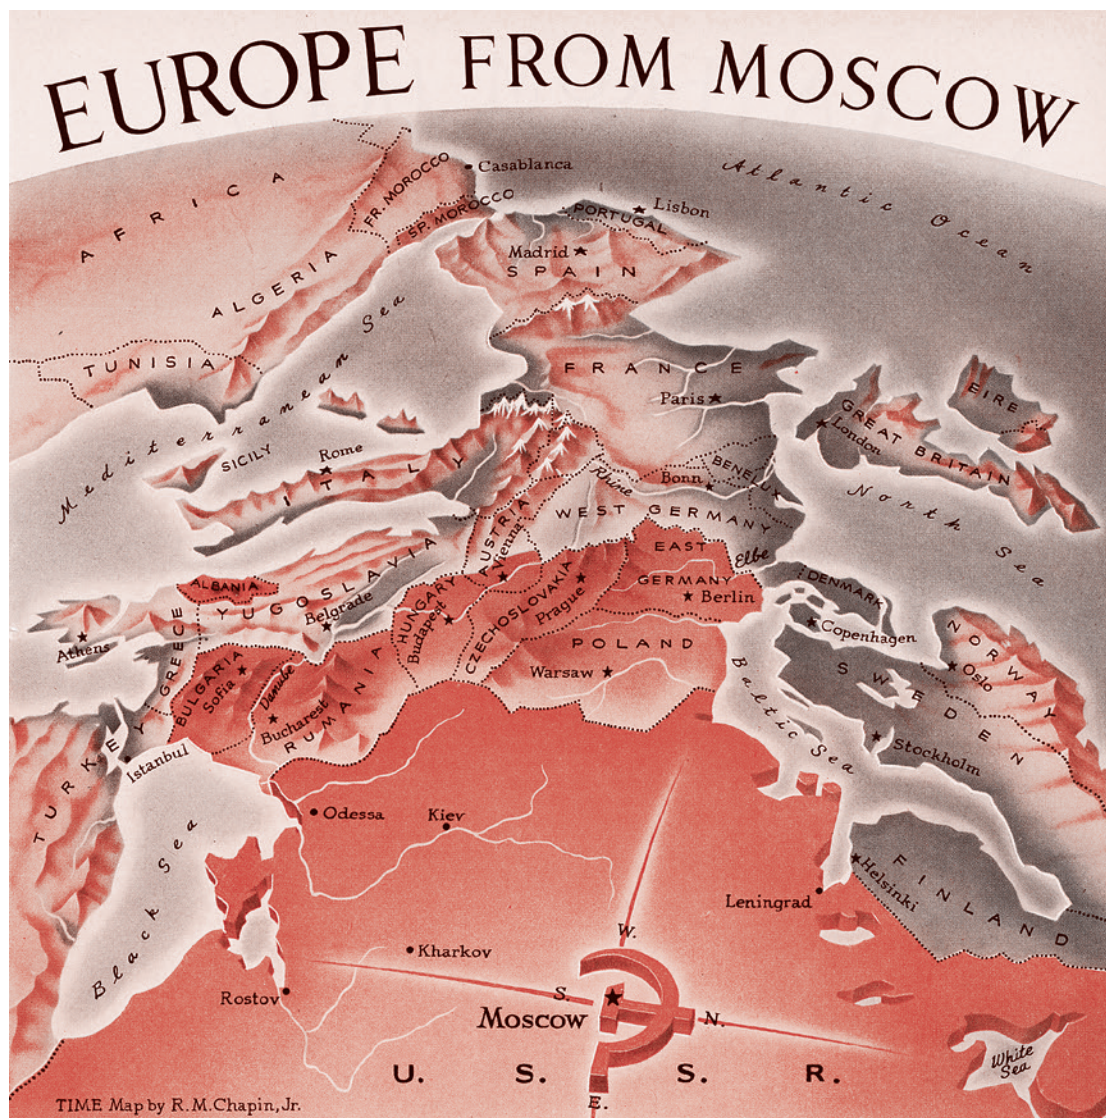 EUROPE FROM MOSCOW
Atlantic Ocean
Casablanca
AFRICA
FR. MOROCCO
SP. MOROCCO
PORTUGAL
Lisbon
Madrid
SPAIN
ALGERIA
Mediterranean Sea
TUNISIA
FRANCE
Paris
EIRE
GREAT BRITAIN
London
SICILY
Rome
ITALY
Rhine
Bonn
BENELUX
North Sea
WEST GERMANY
AUSTRIA
Vienna
EAST
GERMANY
Elbe
Berlin
DENMARK
Copenhagen
ALBANIA
YUGOSLAVIA
Belgrade
HUNGARY
Budapest
CZECHOSLOVAKIA
Prague
POLAND
Warsaw
Athens
GREECE
BULGARIA
Sofia
Danube
Bucharest
RUMANIA
Baltic Sea
SWEDEN
Stockholm
NORWAY
Oslo
TURKEY
Istanbul
Black Sea
Odessa
Kiev
Helsinki
FINLAND
Leningrad
Kharkov
Rostov
W.
S.
Moscow
N.
E.
White
Sea
U. S. S. R.
TIME Map by R.M.Chapin, Jr.